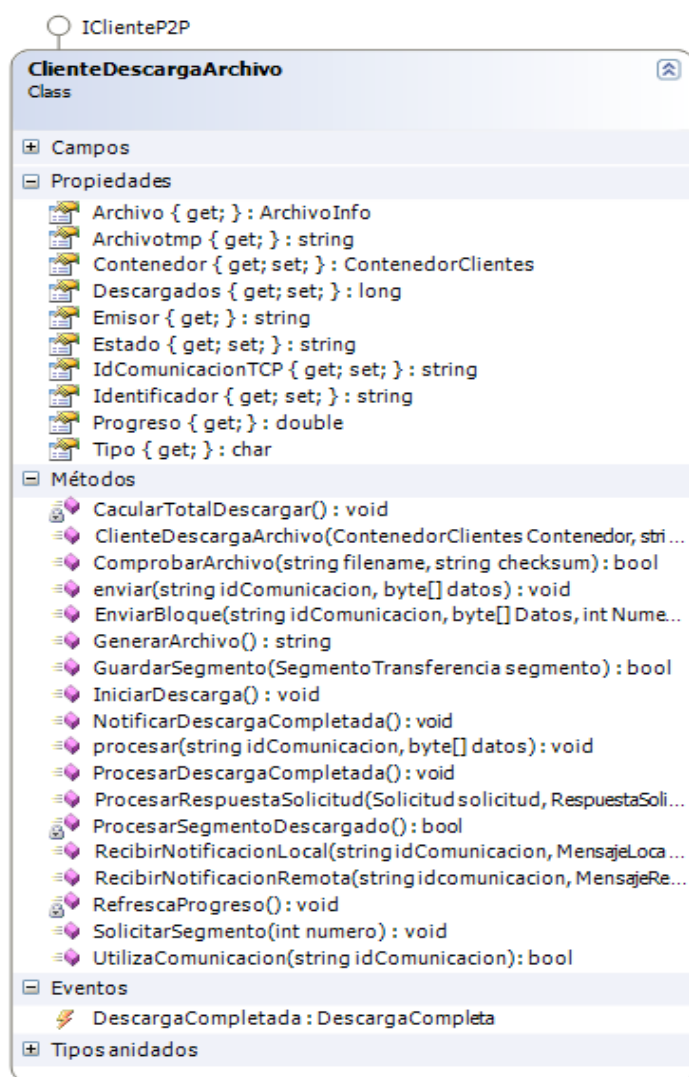 IClienteP2P
ClienteDescargaArchivo
Class
Campos
Propiedades
Archivo { get; } : ArchivoInfo
Archivotmp { get; } : string
Contenedor { get; set; } : ContenedorClientes
Descargados { get; set; } : long
Emisor { get; } : string
Estado { get; set; } : string
IdComunicacionTCP { get; set; } : string
Identificador { get; set; } : string
Progreso { get; } : double
Tipo { get; } : char
Métodos
CacularTotalDescargar() : void
ClienteDescargaArchivo(ContenedorClientes Contenedor, stri...
ComprobarArchivo(string filename, string checksum) : bool
enviar(string idComunicacion, byte[] datos) : void
EnviarBloque(string idComunicacion, byte[] Datos, int Nume...
GenerarArchivo() : string
GuardarSegmento(SegmentoTransferencia segmento) : bool
IniciarDescarga() : void
NotificarDescargaCompletada() : void
procesar(string idComunicacion, byte[] datos) : void
ProcesarDescargaCompletada() : void
ProcesarRespuestaSolicitud(Solicitud solicitud, RespuestaSoli...
ProcesarSegmentoDescargado() : bool
RecibirNotificacionLocal(string idComunicacion, MensajeLoca...
RecibirNotificacionRemota(string idcomunicacion, MensajeRe...
RefrescaProgreso() : void
SolicitarSegmento(int numero) : void
UtilizaComunicacion(string idComunicacion) : bool
Eventos
DescargaCompletada : DescargaCompleta
Tipos anidados